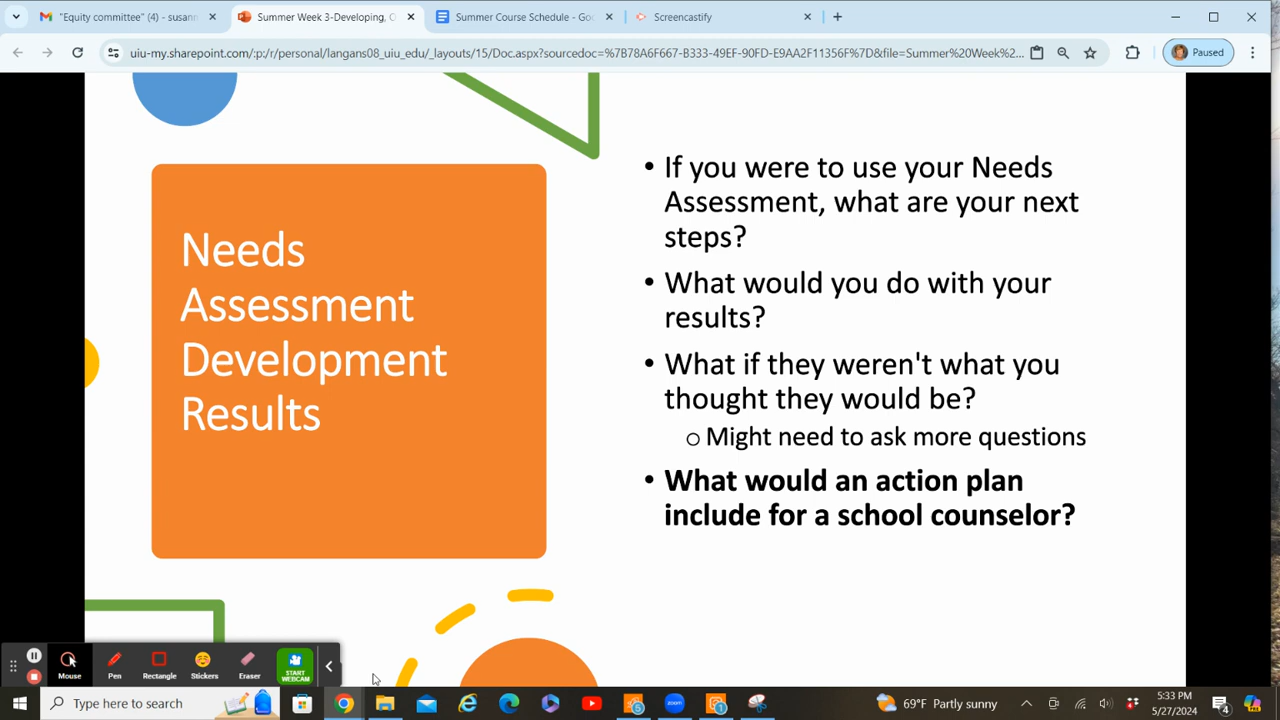 "Equity committee" (4) - susann
Summer Week 3-Developing, C
Summer Course Schedule - Goo
Screencastify
uiu-my.sharepoint.com/:p:/r/personal/langans08_uiu_edu/_layouts/15/Doc.aspx?sourcedoc=%7B78A6F667-B333-49EF-90FD-E9AA2F11356F%7D&file=Summer%20Week%2...
Paused
Needs
Assessment
Development
Results
• If you were to use your Needs
Assessment, what are your next
steps?
• What would you do with your
results?
• What if they weren't what you
thought they would be?
o Might need to ask more questions
• What would an action plan
include for a school counselor?
Mouse
Pen
Rectangle
Stickers
Eraser
START
WEBCAM
Type here to search
zoom
69°F Partly sunny
5:33 PM
5/27/2024
4